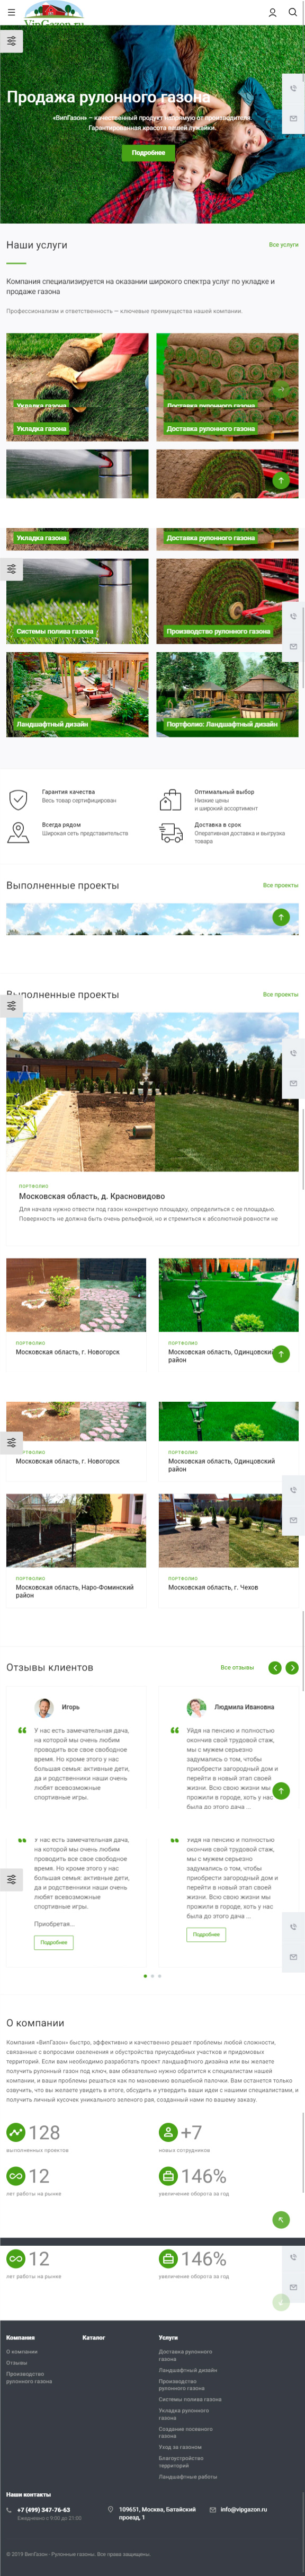 VipGazon.ru
Продажа рулонного газона
«ВипГазон» – качественный продукт напрямую от производителя.
Гарантированная красота вашей лужайки.
Подробнее
Наши услуги
Все услуги
Компания специализируется на оказании широкого спектра услуг по укладке и
продаже газона
Профессионализм и ответственность — ключевые преимущества нашей компании.
Укладка газона
Доставка рулонного газона
Укладка газона
Доставка рулонного газона
Укладка газона
Доставка рулонного газона
Системы полива газона
Производство рулонного газона
Ландшафтный дизайн
Портфолио: Ландшафтный дизайн
Гарантия качества
Весь товар сертифицирован
Оптимальный выбор
Низкие цены
и широкий ассортимент
Всегда рядом
Широкая сеть представительств
Доставка в срок
Оперативная доставка и выгрузка
товара
Выполненные проекты
Все проекты
Выполненные проекты
Все проекты
ПОРТФОЛИО
Московская область, д. Красновидово
Для начала нужно отвести под газон конкретную площадку, определиться с ее площадью.
Поверхность не должна быть очень рельефной, но и стремиться к абсолютной ровности не
ПОРТФОЛИО
Московская область, г. Новогорск
ПОРТФОЛИО
Московская область, Одинцовский
район
ПОРТФОЛИО
Московская область, г. Новогорск
ПОРТФОЛИО
Московская область, Одинцовский
район
ПОРТФОЛИО
Московская область, Наро-Фоминский
район
ПОРТФОЛИО
Московская область, г. Чехов
Отзывы клиентов
Все отзывы
Игорь
У нас есть замечательная дача,
на которой мы очень любим
проводить все свое свободное
время. Но кроме этого у нас
большая семья: активные дети,
да и родственники наши очень
любят всевозможные
спортивные игры.
Людмила Ивановна
Уйдя на пенсию и полностью
окончив свой трудовой стаж,
мы с мужем серьезно
задумались о том, чтобы
приобрести загородный дом и
перейти в новый этап своей
жизни. Всю свою жизни мы
прожили в городе, хоть у нас
была до этого дача ...
У нас есть замечательная дача,
на которой мы очень любим
проводить все свое свободное
время. Но кроме этого у нас
большая семья: активные дети,
да и родственники наши очень
любят всевозможные
спортивные игры.
Приобретая...
Подробнее
Уйдя на пенсию и полностью
окончив свой трудовой стаж,
мы с мужем серьезно
задумались о том, чтобы
приобрести загородный дом и
перейти в новый этап своей
жизни. Всю свою жизни мы
прожили в городе, хоть у нас
была до этого дача ...
Подробнее
О компании
Компания «ВипГазон» быстро, эффективно и качественно решает проблемы любой сложности,
связанные с вопросами озеленения и обустройства приусадебных участков и придомовых
территорий. Если вам необходимо разработать проект ландшафтного дизайна или вы желаете
получить рулонный газон под ключ, вам обязательно нужно обратится к специалистам нашей
компании, и ваши проблемы решаться как по мановению волшебной палочки. Вам останется только
озвучить, что вы желаете увидеть в итоге, обсудить и утвердить ваши идеи с нашими специалистами, и
получить личный кусочек уникального зеленого рая, созданный нами по вашему заказу.
128
выполненных проектов
+7
новых сотрудников
12
лет работы на рынке
146%
увеличение оборота за год
12
лет работы на рынке
146%
увеличение оборота за год
Компания
О компании
Отзывы
Производство
рулонного газона
Каталог
Услуги
Доставка рулонного
газона
Ландшафтный дизайн
Производство
рулонного газона
Системы полива газона
Укладка рулонного
газона
Создание посевного
газона
Уход за газоном
Благоустройство
территорий
Ландшафтные работы
Наши контакты
+7 (499) 347-76-63
Ежедневно с 9:00 до 21:00
109651, Москва, Батайский
проезд, 1
info@vipgazon.ru
© 2019 ВипГазон - Рулонные газоны. Все права защищены.